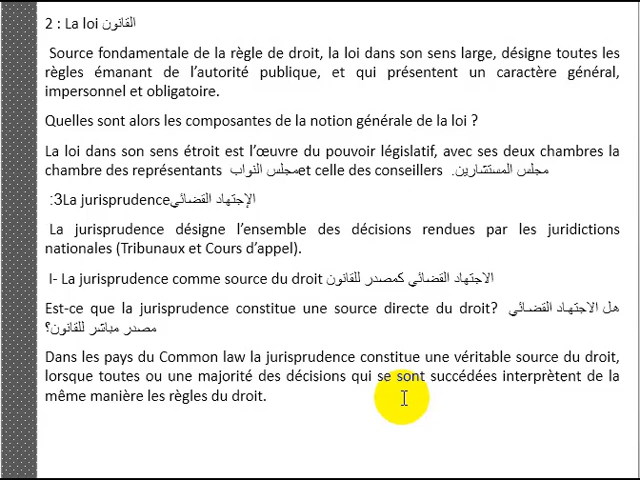 2 : La loi القانون
Source fondamentale de la règle de droit, la loi dans son sens large, désigne toutes les
règles émanant de l'autorité publique, et qui présentent un caractère général,
impersonnel et obligatoire.
Quelles sont alors les composantes de la notion générale de la loi ?
La loi dans son sens étroit est l'œuvre du pouvoir législatif, avec ses deux chambres la
chambre des représentants مجلس النواب et celle des conseillers .مجلس المستشارين
:3La jurisprudence الإجتهاد القضائي
La jurisprudence désigne l'ensemble des décisions rendues par les juridictions
nationales (Tribunaux et Cours d'appel).
I- La jurisprudence comme source du droit الاجتهاد القضائي كمصدر للقانون
Est-ce que la jurisprudence constitue une source directe du droit? هل الاجتهاد القضائي
مصدر مباشر للقانون؟
Dans les pays du Common law la jurisprudence constitue une véritable source du droit,
lorsque toutes ou une majorité des décisions qui se sont succédées interprètent de la
même manière les règles du droit.